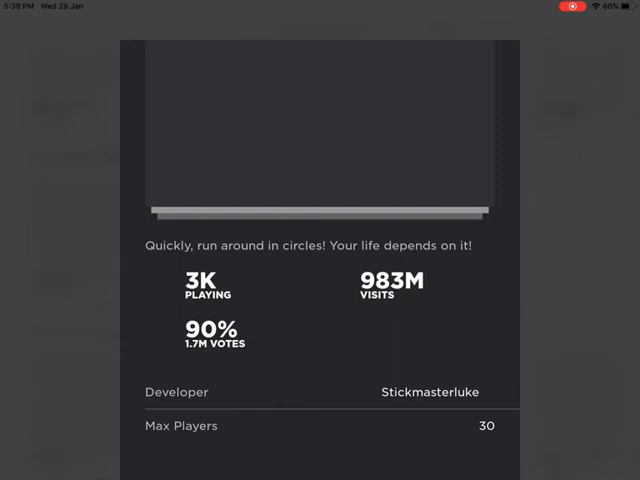 5:39 PM Wed 29 Jan
60%
Quickly, run around in circles! Your life depends on it!
3K
PLAYING
983M
VISITS
90%
1.7M VOTES
Developer Stickmasterluke
Max Players 30